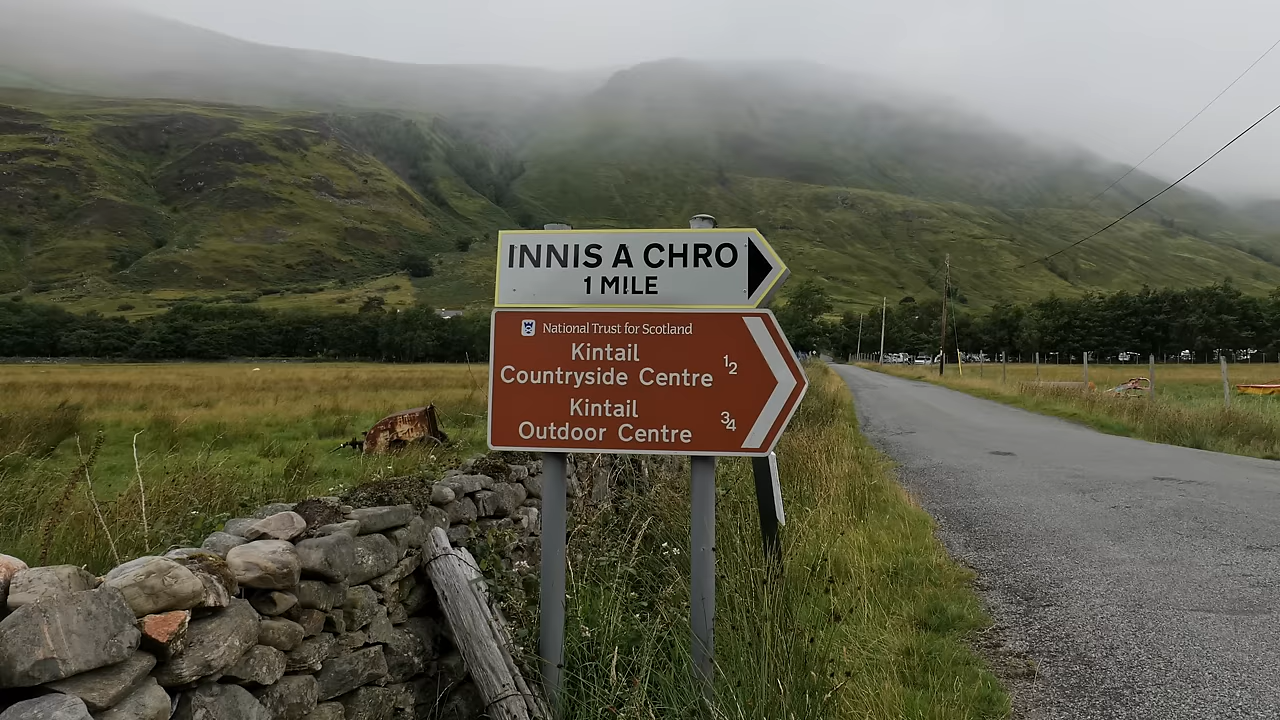 INNIS A CHRO
1 MILE
National Trust for Scotland
Kintail
Countryside Centre ½
Kintail
Outdoor Centre ¾